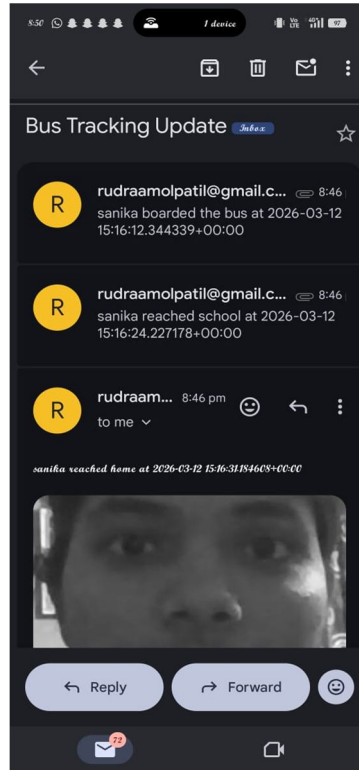 8:50 1 device Vo LTE 4G 97
Bus Tracking Update Inbox
R
rudraamolpatil@gmail.c... 8:46
sanika boarded the bus at 2026-03-12
15:16:12.344339+00:00
R
rudraamolpatil@gmail.c... 8:46
sanika reached school at 2026-03-12
15:16:24.227178+00:00
R
rudraam... 8:46 pm
to me
sanika reached home at 2026-03-12 15:16:31.184608+00:00
Reply Forward
72